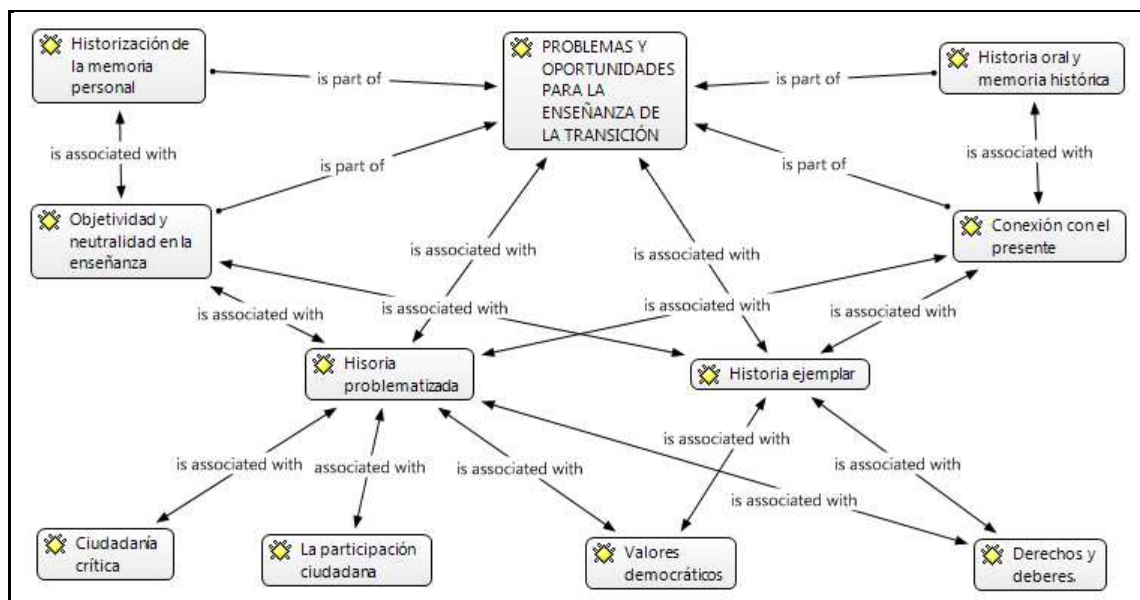 Historización de
la memoria
personal
PROBLEMAS Y
OPORTUNIDADES
PARA LA
ENSEÑANZA DE
LA TRANSICIÓN
Historia oral y
memoria histórica
is part of
is part of
is associated with
is part of
is part of
is associated with
Objetividad y
neutralidad en la
enseñanza
Conexión con el
presente
is associated with
is associated with
is associated with
is associated with
is associated with
Hisoria
problematizada
Historia ejemplar
is associated with
is associated with
associated with
is associated with
is associated with
is associated with
Ciudadanía
crítica
La participación
ciudadana
Valores
democráticos
Derechos y
deberes.